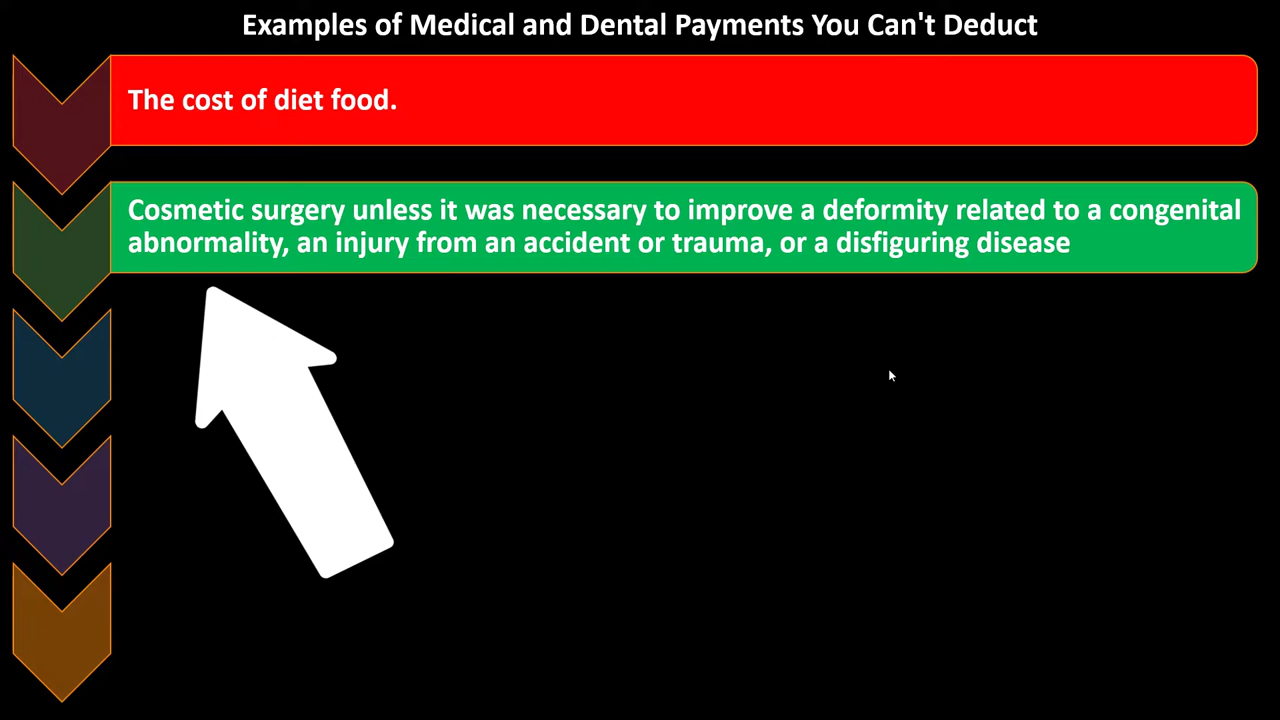 Examples of Medical and Dental Payments You Can't Deduct
The cost of diet food.
Cosmetic surgery unless it was necessary to improve a deformity related to a congenital
abnormality, an injury from an accident or trauma, or a disfiguring disease